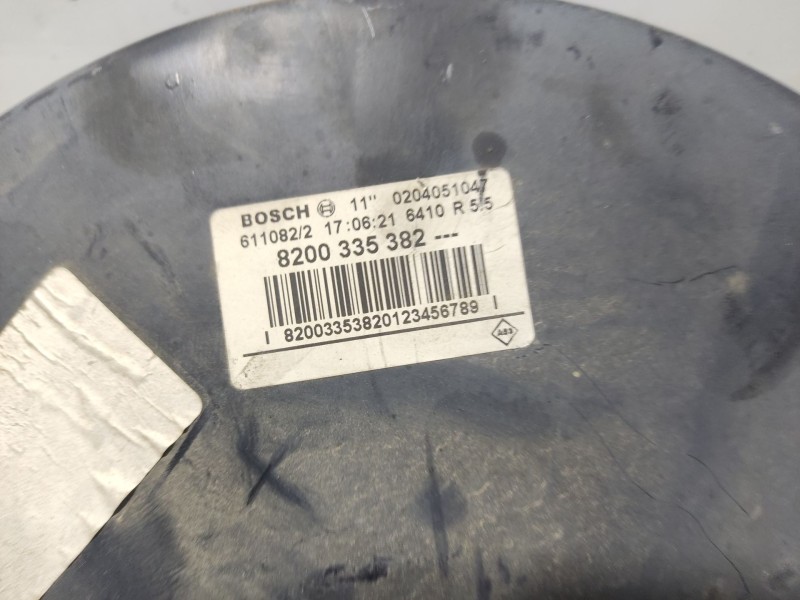 BOSCH 11" 0204051047
611082/2 17:06:21 6410 R 5.5
8200 335 382 ---
I 82003353820123456789 I